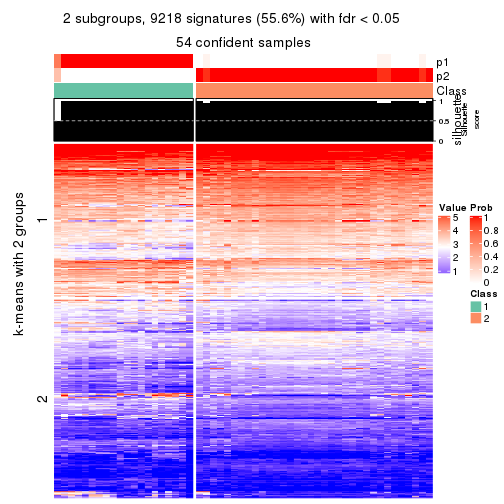 2 subgroups, 9218 signatures (55.6%) with fdr < 0.05
54 confident samples
p1
p2
Class
1
0.5
0
silhouette
Silhouette
score
k-means with 2 groups
1
2
Value
5
4
3
2
1
Prob
1
0.8
0.6
0.4
0.2
0
Class
1
2